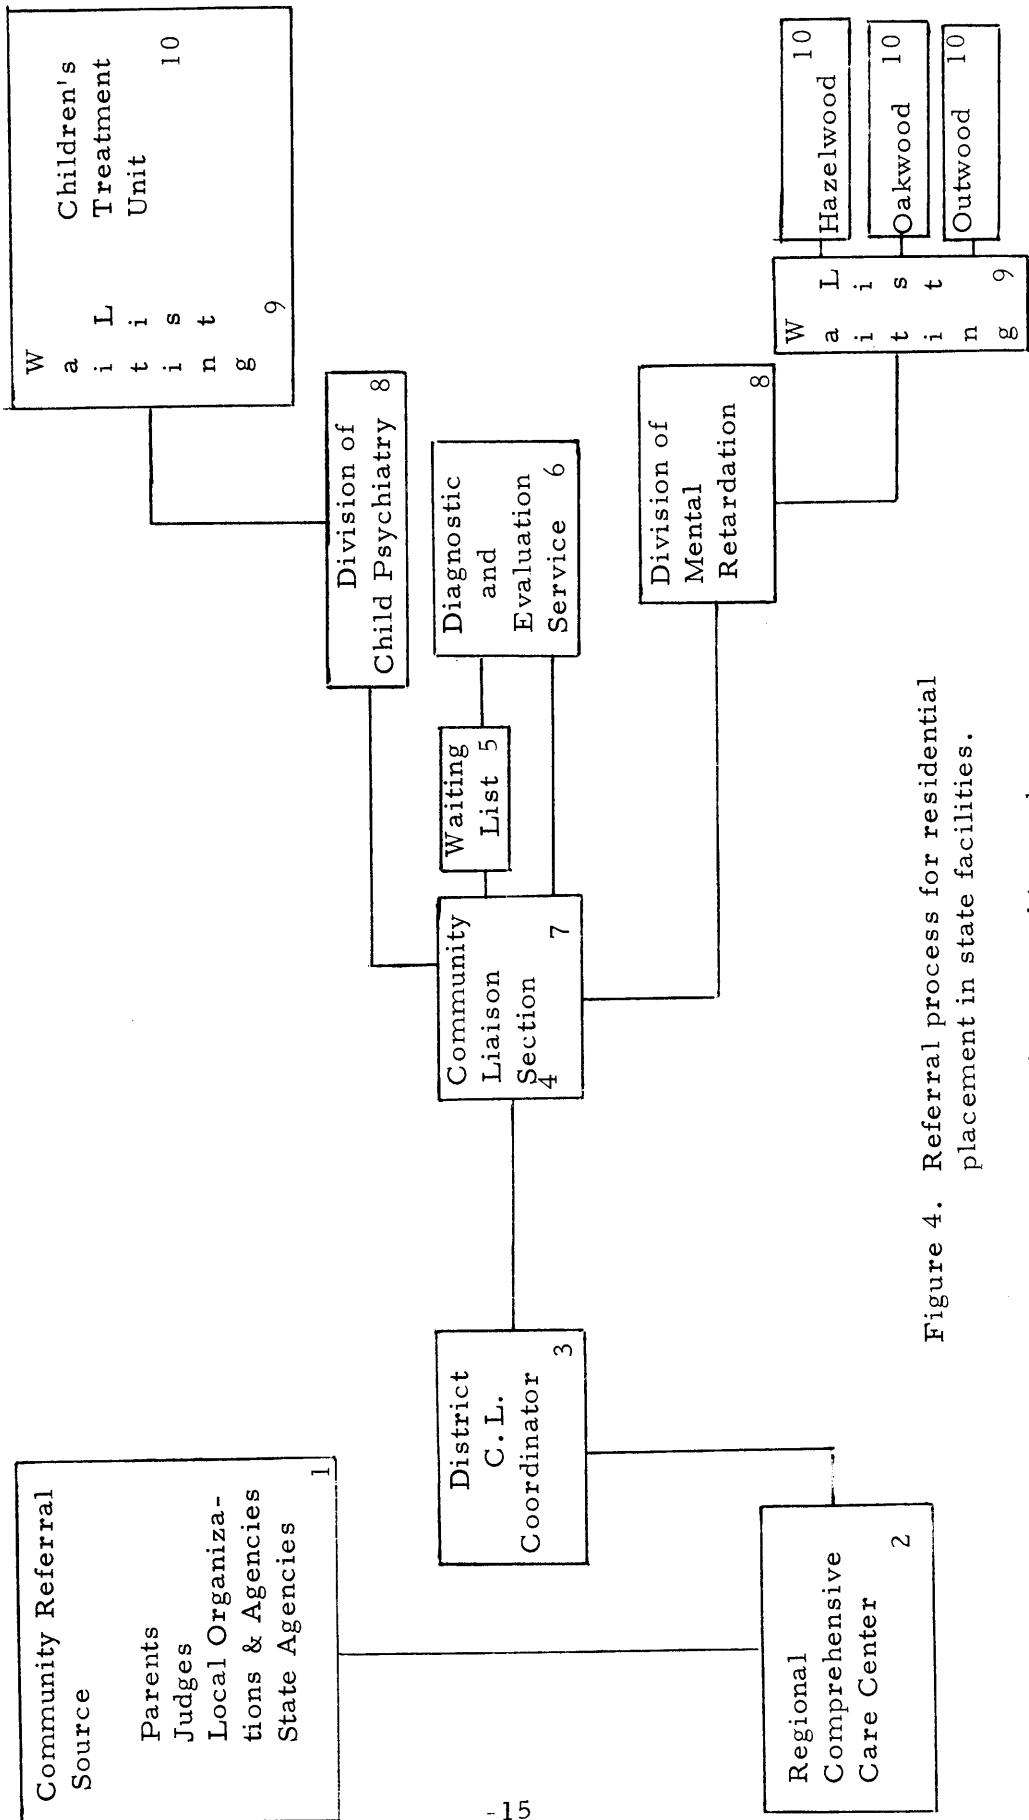 Community Referral
Source
Parents
Judges
Local Organiza-
tions & Agencies
State Agencies
1
Regional
Comprehensive
Care Center
2
District
C.L.
Coordinator
3
Community
Liaison
Section
4
7
Waiting
List 5
Diagnostic
and
Evaluation
Service 6
Division of
Child Psychiatry 8
Waiting
List
9
Children's
Treatment
Unit
10
Division of
Mental
Retardation
8
Waiting
List
9
Hazelwood 10
Oakwood 10
Outwood 10
Figure 4. Referral process for residential
placement in state facilities.
-15